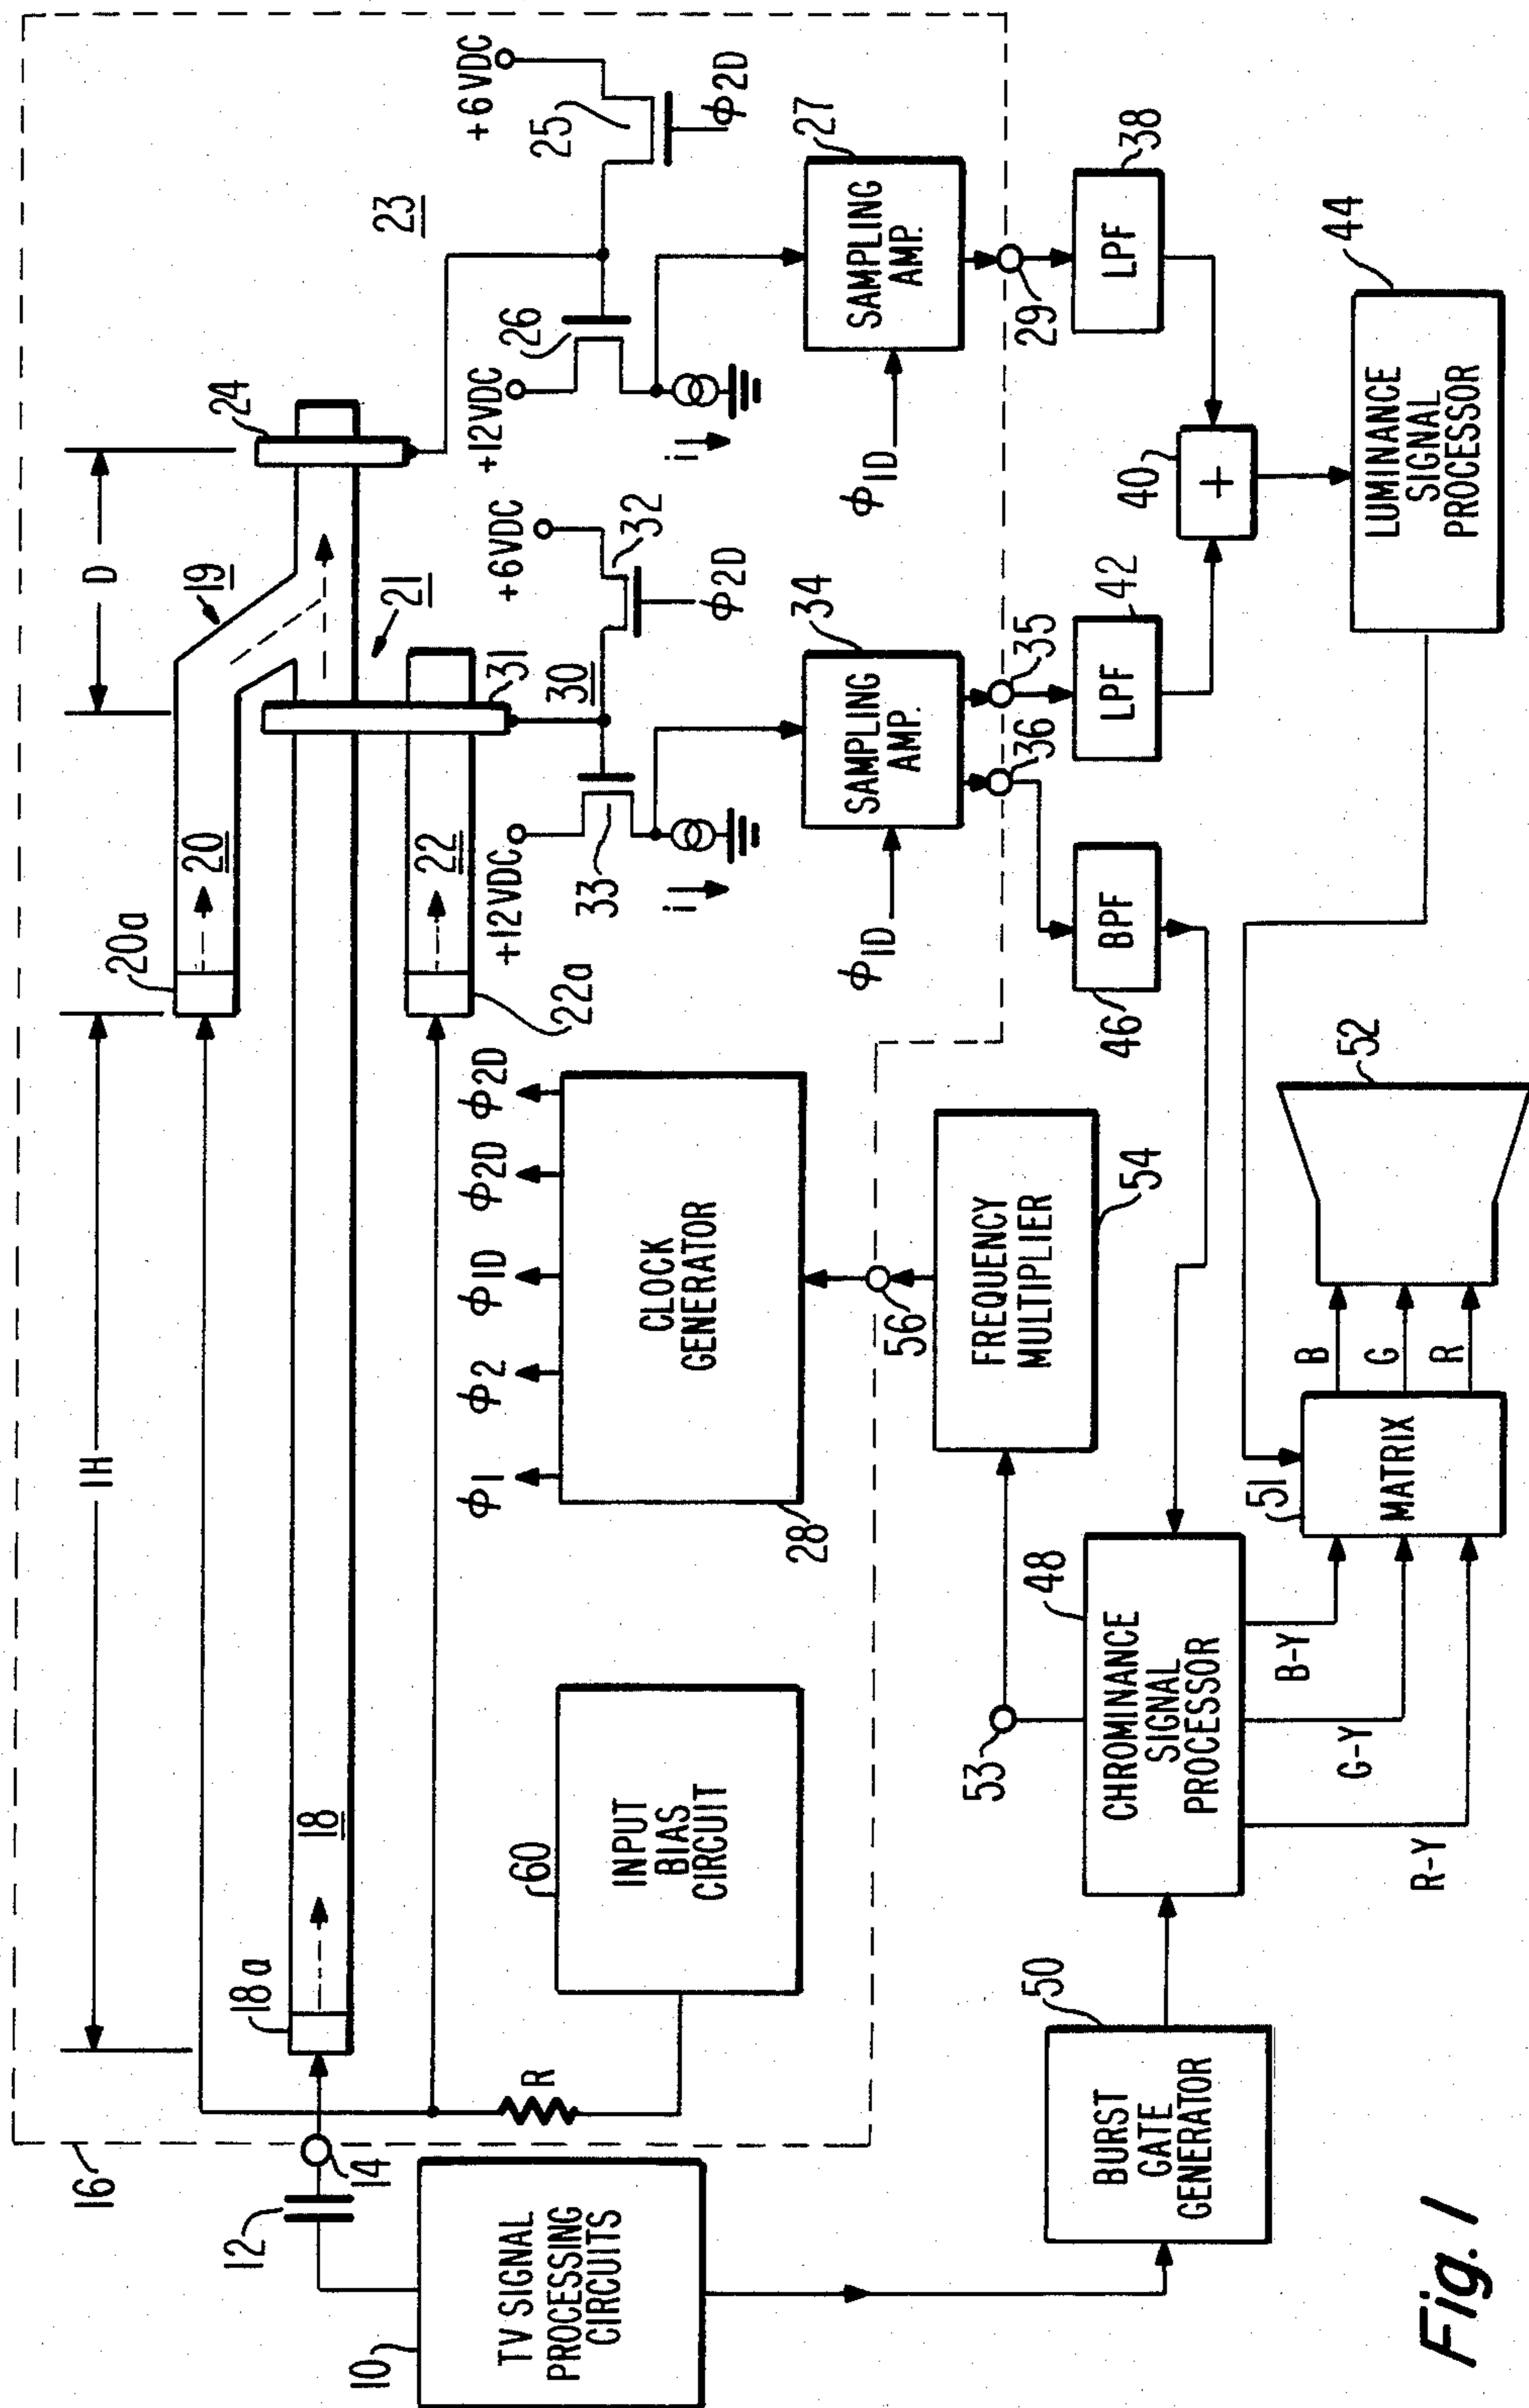 1H
D
24
19
20a
20
21
23
+6VDC
25
Φ2D
+12VDC
26
i
18a
18
22
22a
31
30
+6VDC
32
Φ2D
+12VDC
33
i
16
14
12
R
60
INPUT
BIAS
CIRCUIT
Φ1
Φ2
Φ1D
Φ2D
Φ2D
CLOCK
GENERATOR
28
Φ1D
SAMPLING
AMP.
34
Φ1D
SAMPLING
AMP.
27
36
35
29
10
TV SIGNAL
PROCESSING
CIRCUITS
56
FREQUENCY
MULTIPLIER
54
53
BPF
46
LPF
42
LPF
38
40
+
50
BURST
GATE
GENERATOR
CHROMINANCE
SIGNAL
PROCESSOR
48
R-Y
G-Y
B-Y
51
MATRIX
B
G
R
52
LUMINANCE
SIGNAL
PROCESSOR
44
Fig. 1